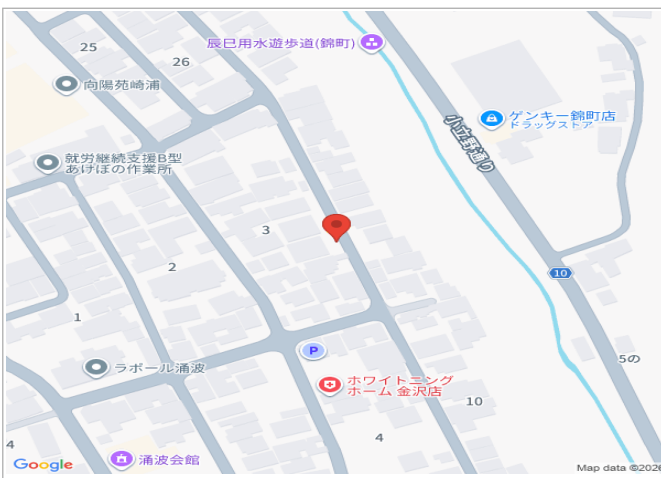 25
26
辰巳用水遊歩道(錦町)
向陽苑崎浦
ゲンキー錦町店
ドラッグストア
小立野通り
就労継続支援B型
あけぼの作業所
3
2
10
1
P
5の
ラポール涌波
ホワイトニング
ホーム 金沢店
10
4
4
涌波会館
Google
Map data ©2026